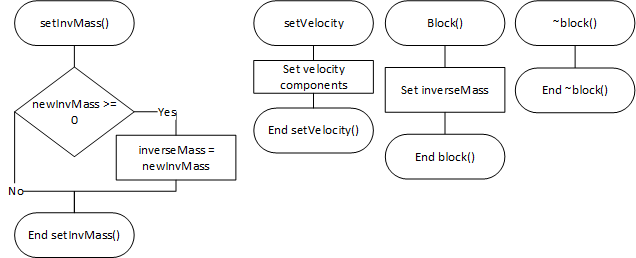 setInvMass()
newInvMass >=
0
Yes
inverseMass =
newInvMass
No
End setInvMass()
setVelocity
Set velocity
components
End setVelocity()
Block()
Set inverseMass
End block()
~block()
End ~block()